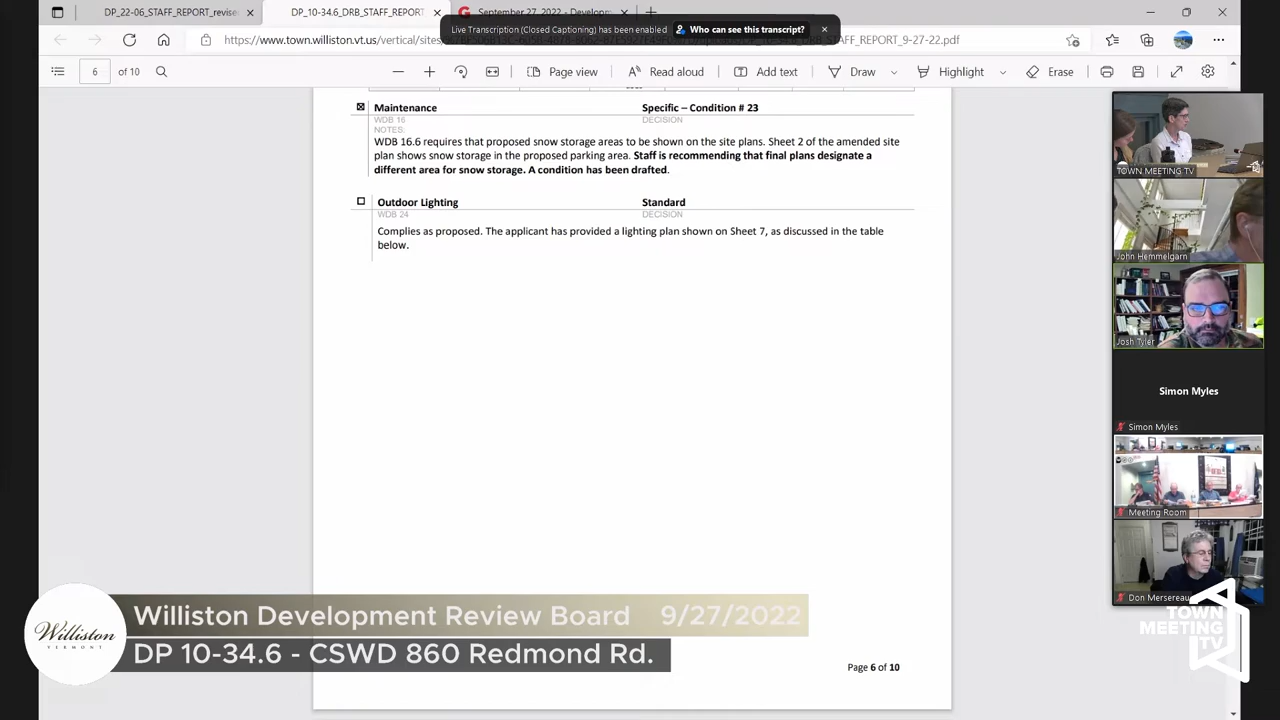 DP_22-06_STAFF_REPORT_revise
DP_10-34.6_DRB_STAFF_REPORT
September 27, 2022 - Developm
Live Transcription (Closed Captioning) has been enabled
Who can see this transcript?
https://www.town.williston.vt.us/vertical/sites
STAFF_REPORT_9-27-22.pdf
6 of 10
Page view
Read aloud
Add text
Draw
Highlight
Erase
Maintenance Specific – Condition # 23
WDB 16 DECISION
NOTES:
WDB 16.6 requires that proposed snow storage areas to be shown on the site plans. Sheet 2 of the amended site
plan shows snow storage in the proposed parking area. Staff is recommending that final plans designate a
different area for snow storage. A condition has been drafted.
Outdoor Lighting Standard
WDB 24 DECISION
Complies as proposed. The applicant has provided a lighting plan shown on Sheet 7, as discussed in the table
below.
Page 6 of 10
TOWN MEETING TV
John Hemmelgarn
Josh Tyler
Simon Myles
Simon Myles
Meeting Room
Don Mersereau
Williston
VERMONT
Williston Development Review Board 9/27/2022
DP 10-34.6 - CSWD 860 Redmond Rd.
TOWN
MEETING
TV